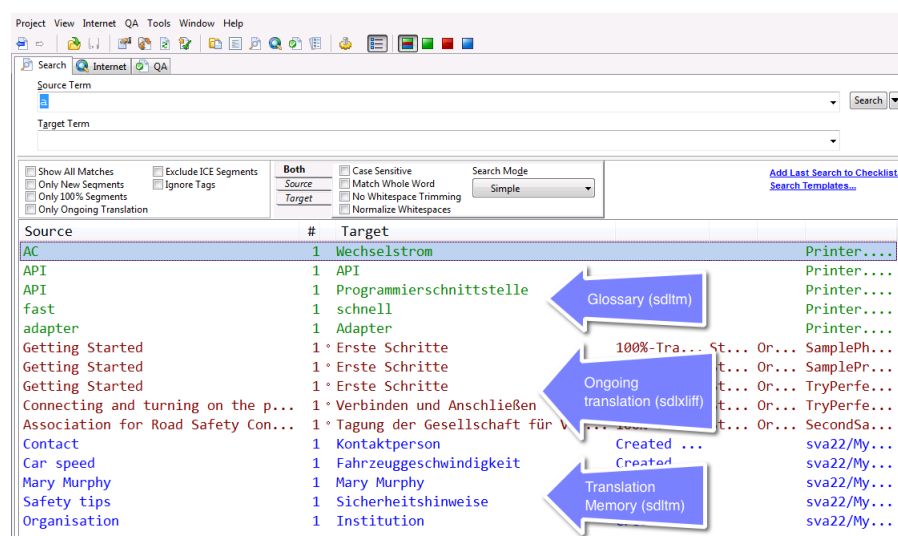 Project View Internet QA Tools Window Help
Search Internet QA
Source Term
a Search
Target Term
Show All Matches Exclude ICE Segments Both Case Sensitive Search Mode Add Last Search to Checklist
Only New Segments Ignore Tags Source Match Whole Word Simple Search Templates...
Only 100% Segments Target No Whitespace Trimming
Only Ongoing Translation Normalize Whitespaces
Source # Target
AC 1 Wechselstrom Printer....
API 1 API Printer....
API 1 Programmierschnittstelle Printer....
Glossary (sdltm)
fast 1 schnell Printer....
adapter 1 Adapter Printer....
Getting Started 1 ° Erste Schritte 100%-Tra... St... Or... SamplePh...
Getting Started 1 ° Erste Schritte t... Or... SamplePr...
Getting Started 1 ° Erste Schritte t... Or... TryPerfe...
Ongoing
translation (sdlxliff)
Connecting and turning on the p... 1 ° Verbinden und Anschließen t... Or... TryPerfe...
Association for Road Safety Con... 1 ° Tagung der Gesellschaft für V... t... Or... SecondSa...
Contact 1 Kontaktperson Created ... sva22/My...
Car speed 1 Fahrzeuggeschwindigkeit Created sva22/My...
Mary Murphy 1 Mary Murphy sva22/My...
Translation
Memory (sdltm)
Safety tips 1 Sicherheitshinweise sva22/My...
Organisation 1 Institution sva22/My...